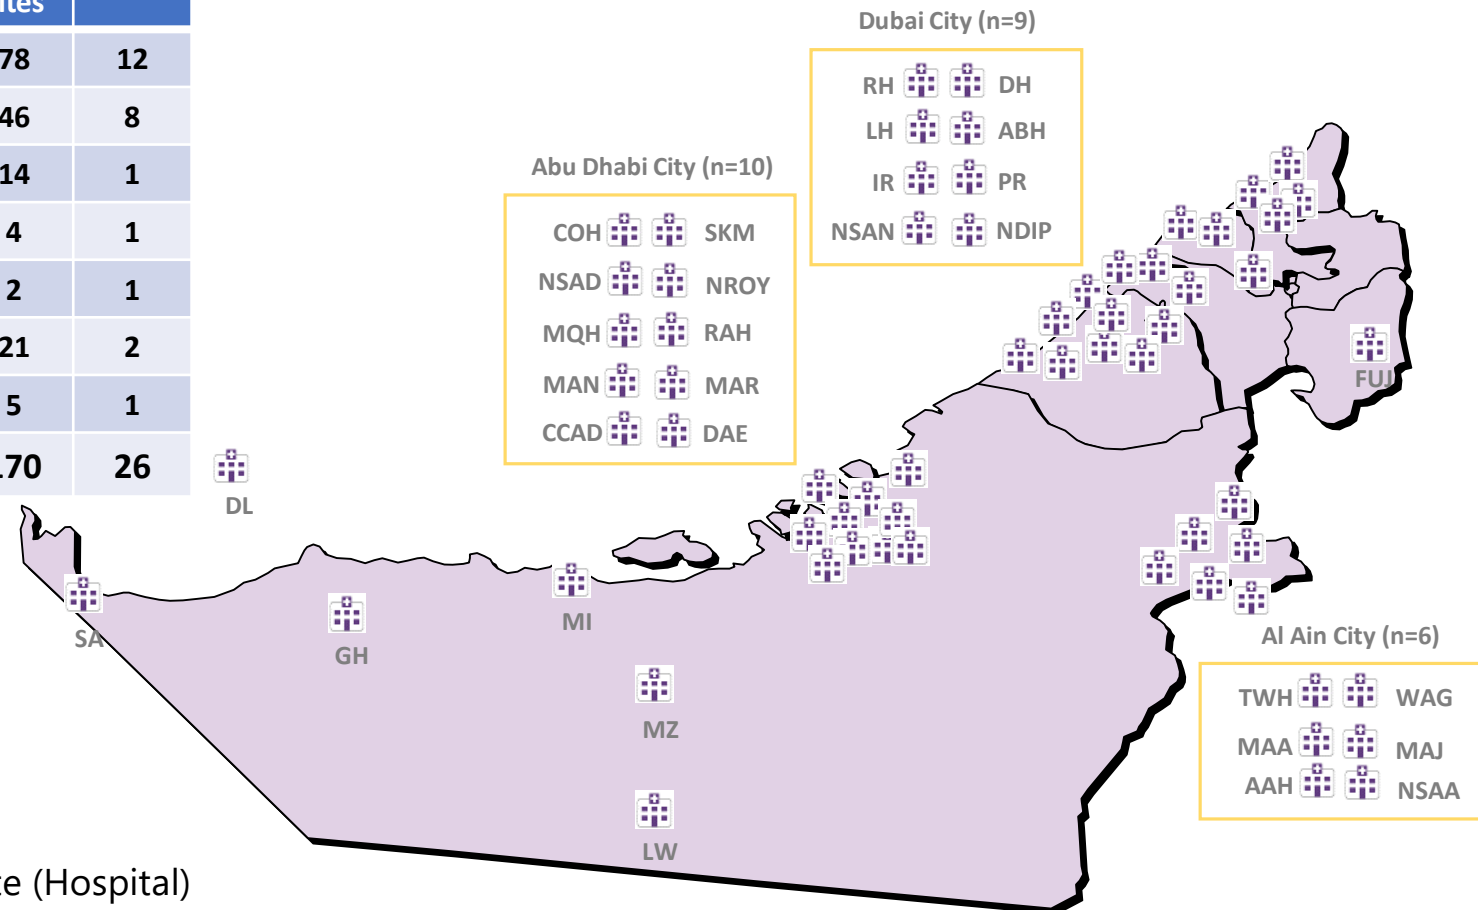 78 12
46 8
14 1
4 1
2 1
21 2
5 1
26
Dubai City (n=9)
RH DH
LH ABH
IR PR
NSAN NDIP
Abu Dhabi City (n=10)
COH SKM
NSAD NROY
MQH RAH
MAN MAR
CCAD DAE
FUJ
DL
SA
GH
MI
MZ
LW
Al Ain City (n=6)
TWH WAG
MAA MAJ
AAH NSAA
(Hospital)